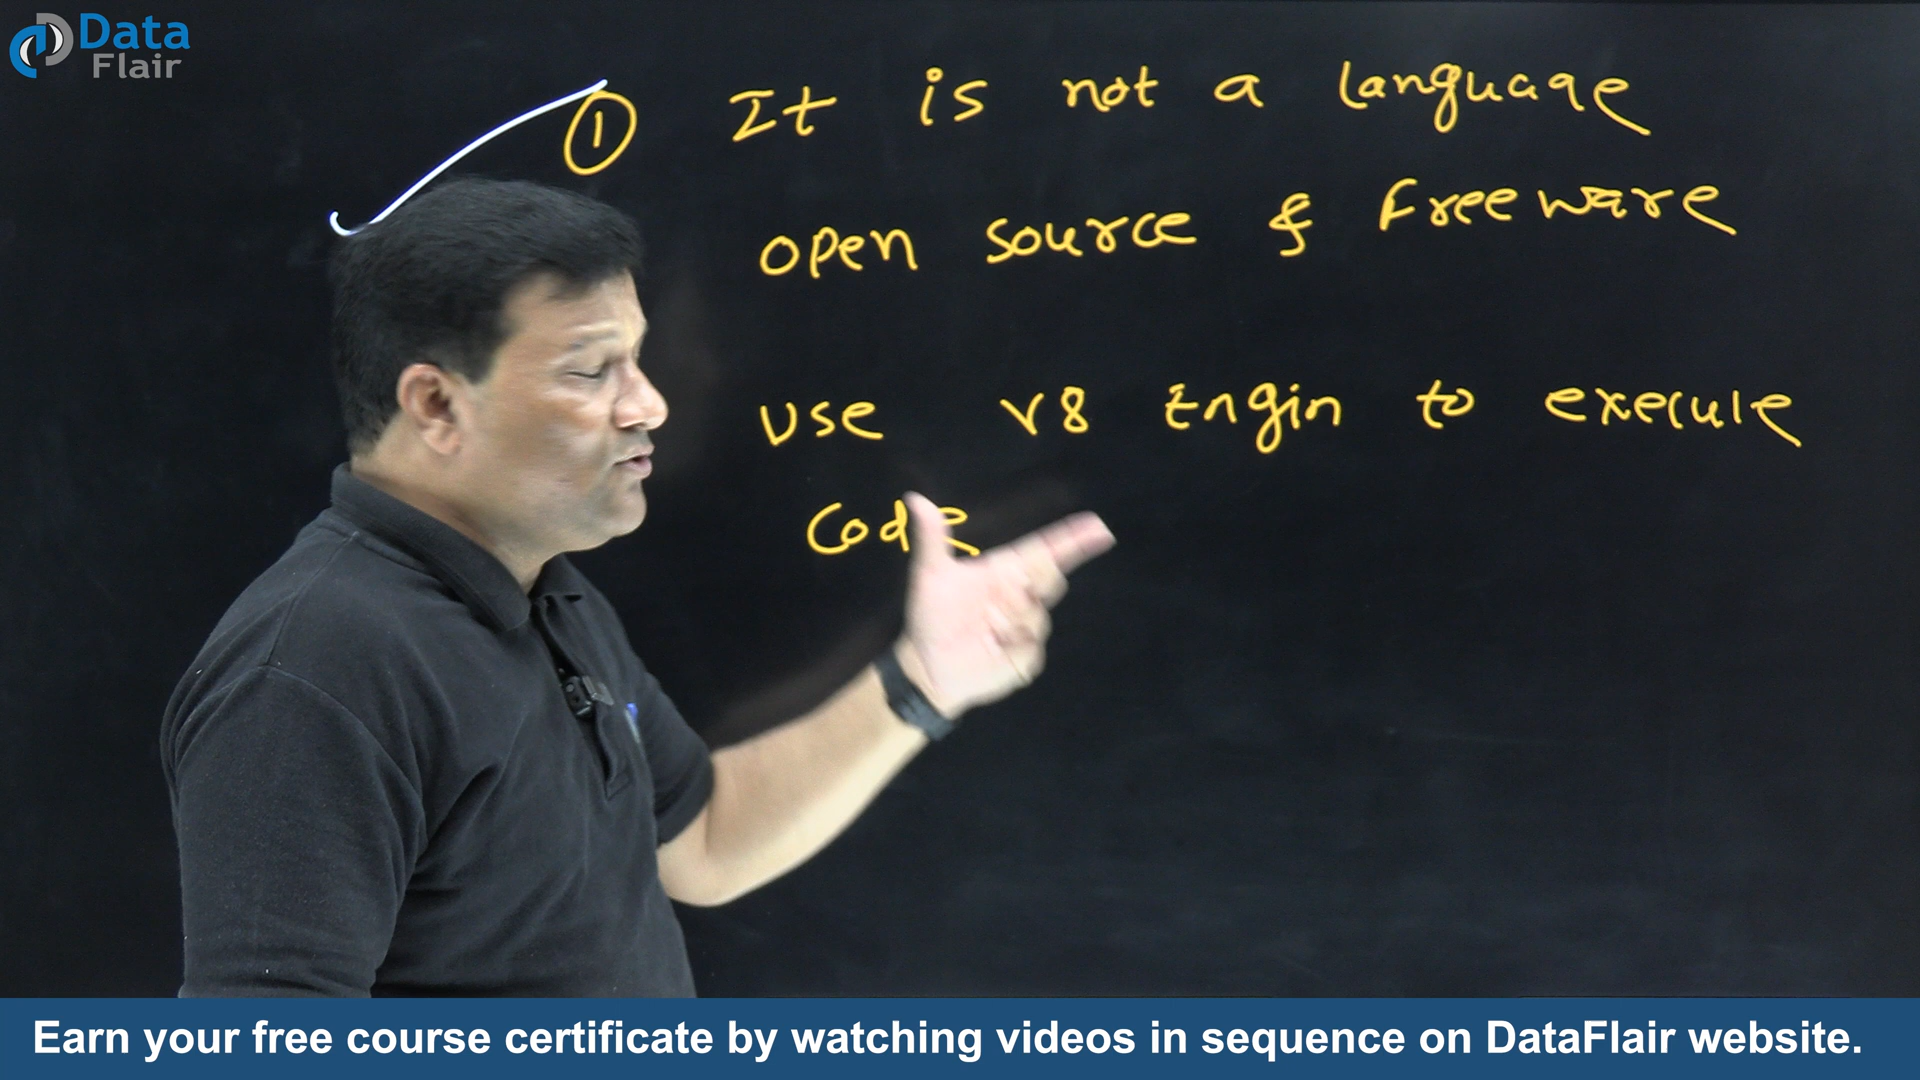 Data
Flair
① It is not a language
open source & Freeware
Use V8 Engin to execute
Code
Earn your free course certificate by watching videos in sequence on DataFlair website.